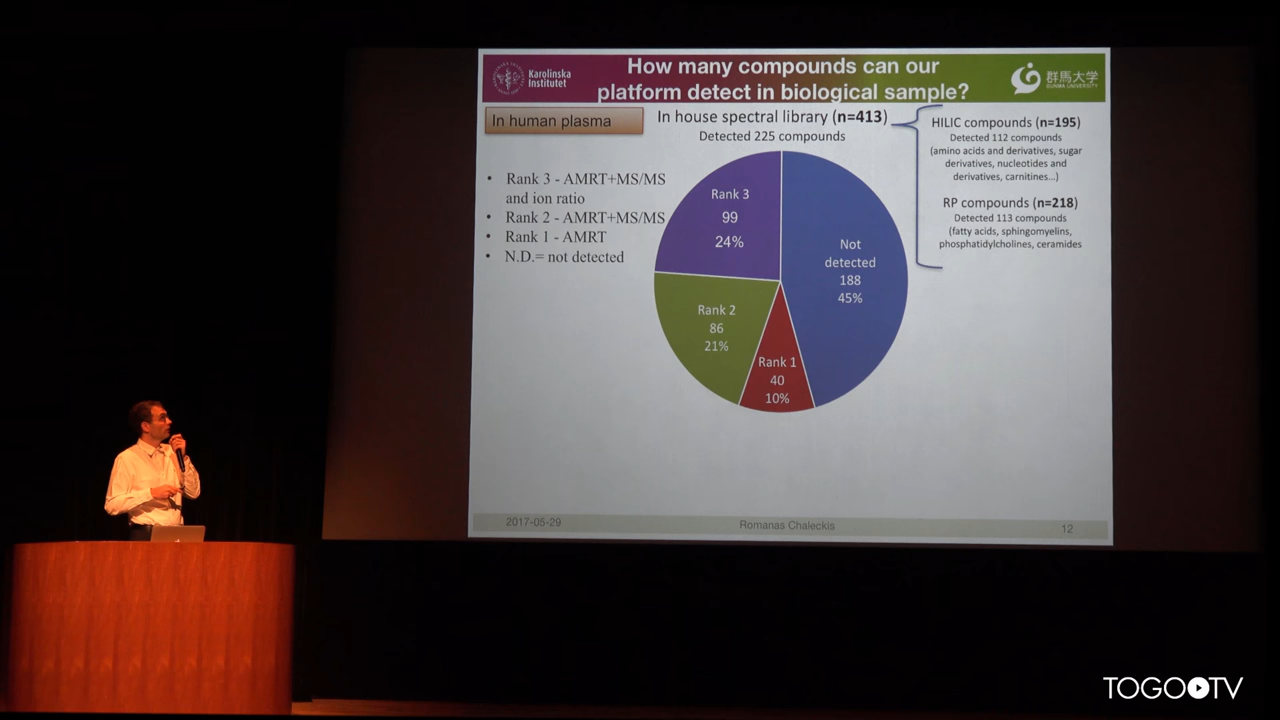 Karolinska
Institutet
How many compounds can our
platform detect in biological sample?
群馬大学
GUNMA UNIVERSITY
In human plasma
In house spectral library (n=413)
Detected 225 compounds
HILIC compounds (n=195)
Detected 112 compounds
(amino acids and derivatives, sugar
derivatives, nucleotides and
derivatives, carnitines...)
RP compounds (n=218)
Detected 113 compounds
(fatty acids, sphingomyelins,
phosphatidylcholines, ceramides
• Rank 3 - AMRT+MS/MS
and ion ratio
• Rank 2 - AMRT+MS/MS
• Rank 1 - AMRT
• N.D.= not detected
Rank 3
99
24%
Not
detected
188
45%
Rank 2
86
21%
Rank 1
40
10%
2017-05-29
Romanas Chaleckis
12
TOGO TV